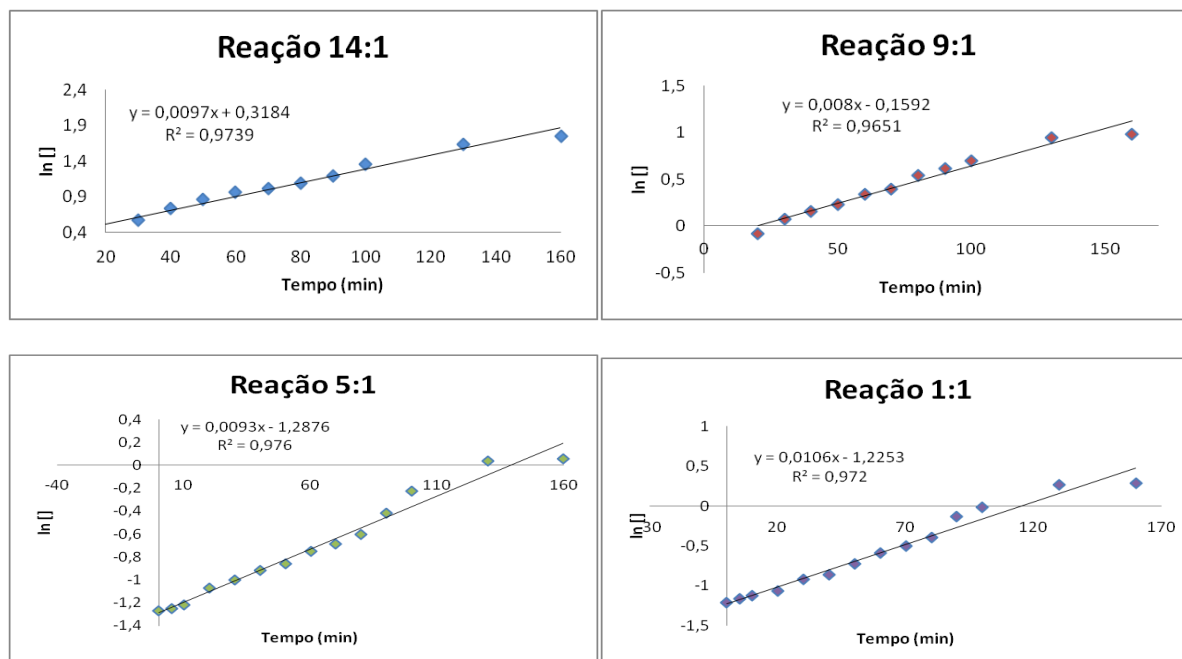 Reação 14:1
2,4
1,9
1,4
0,9
0,4
y = 0,0097x + 0,3184
R² = 0,9739
ln []
20 40 60 80 100 120 140 160
Tempo (min)
Reação 9:1
1,5
1
0,5
0
-0,5
y = 0,008x - 0,1592
R² = 0,9651
ln []
0 50 100 150
Tempo (min)
Reação 5:1
0,4
0,2
0
-0,2
-0,4
-0,6
-0,8
-1
-1,2
-1,4
y = 0,0093x - 1,2876
R² = 0,976
ln []
-40 10 60 110 160
Tempo (min)
Reação 1:1
1
0,5
0
-0,5
-1
-1,5
y = 0,0106x - 1,2253
R² = 0,972
ln []
30 20 70 120 170
Tempo (min)